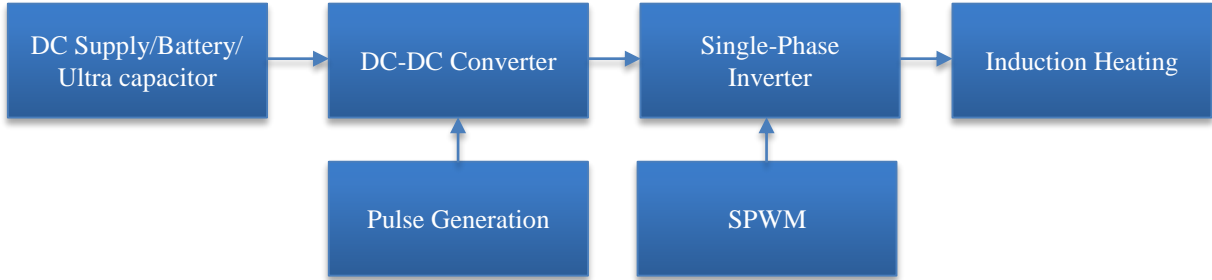 DC Supply/Battery/
Ultra capacitor
DC-DC Converter
Single-Phase
Inverter
Induction Heating
Pulse Generation
SPWM